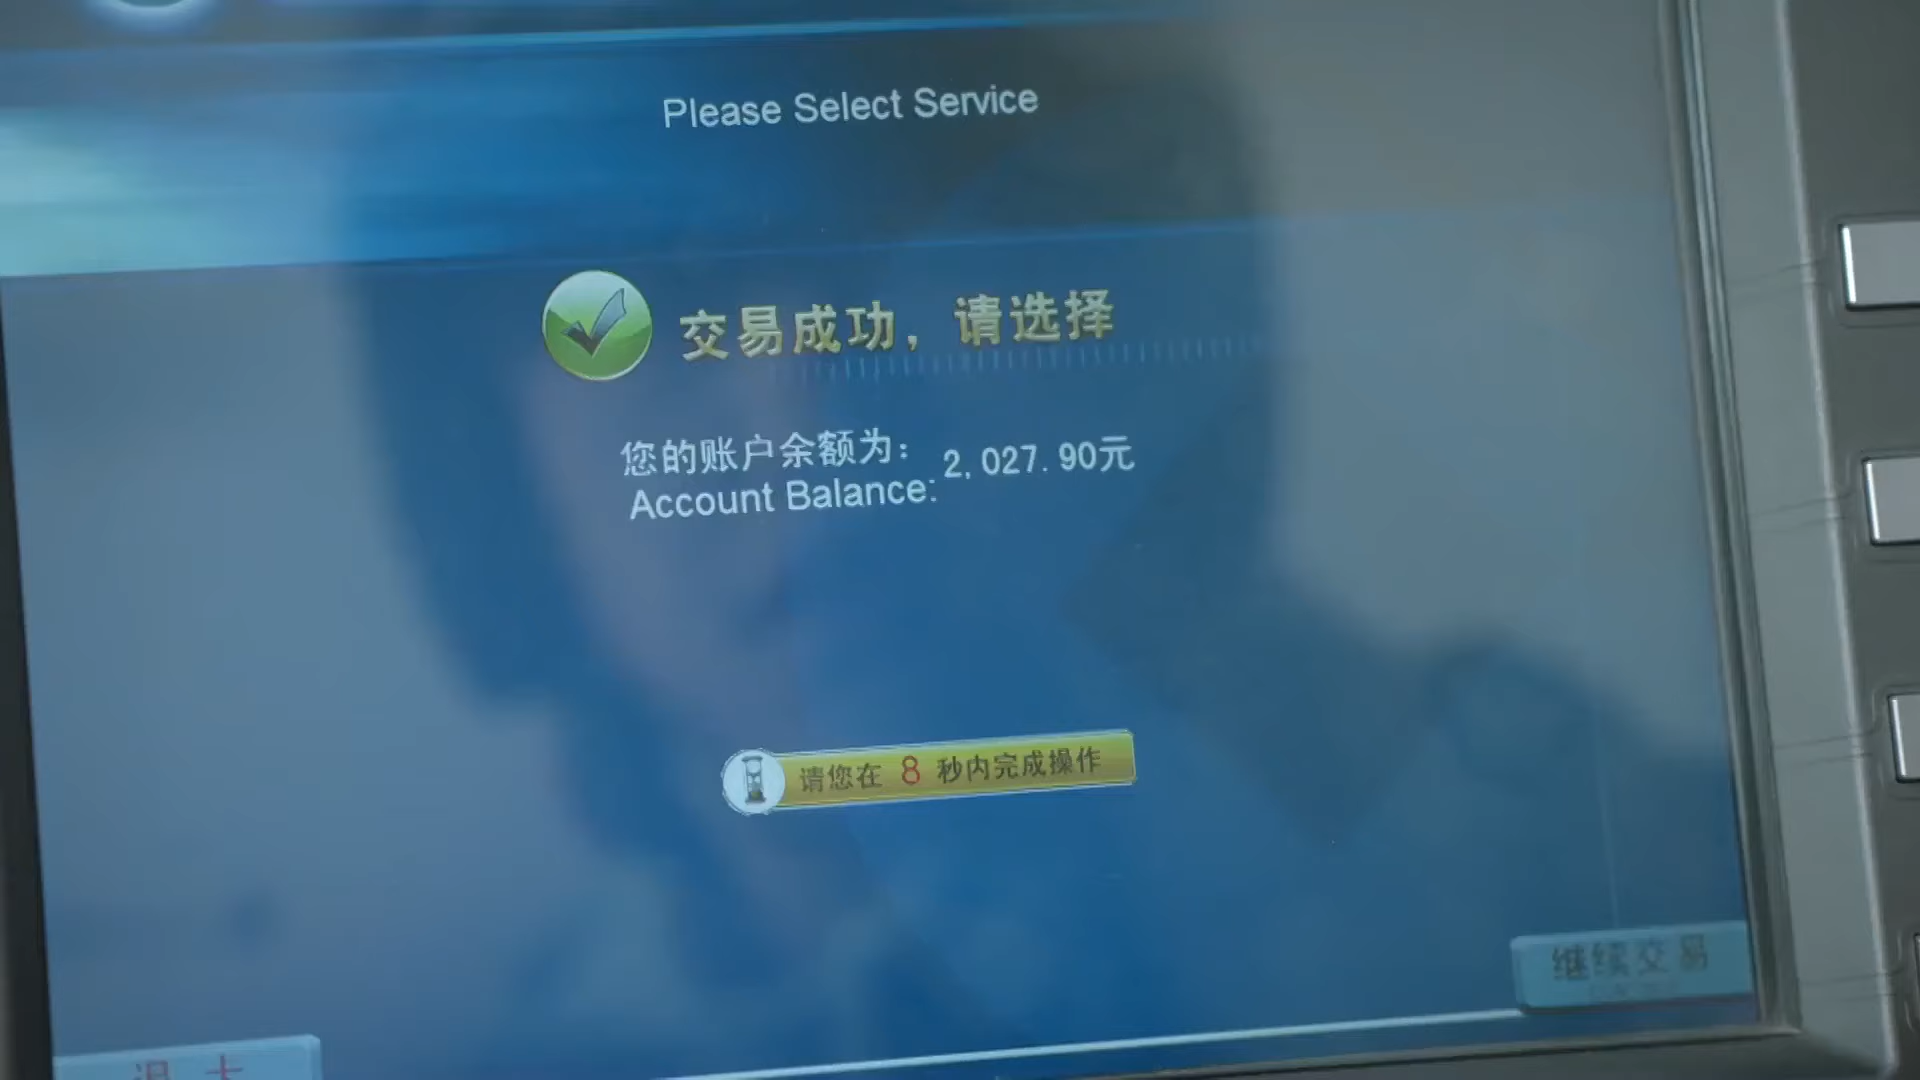 Please Select Service
交易成功，请选择
您的账户余额为： 2,027.90元
Account Balance:
请您在 8 秒内完成操作
继续交易
退卡